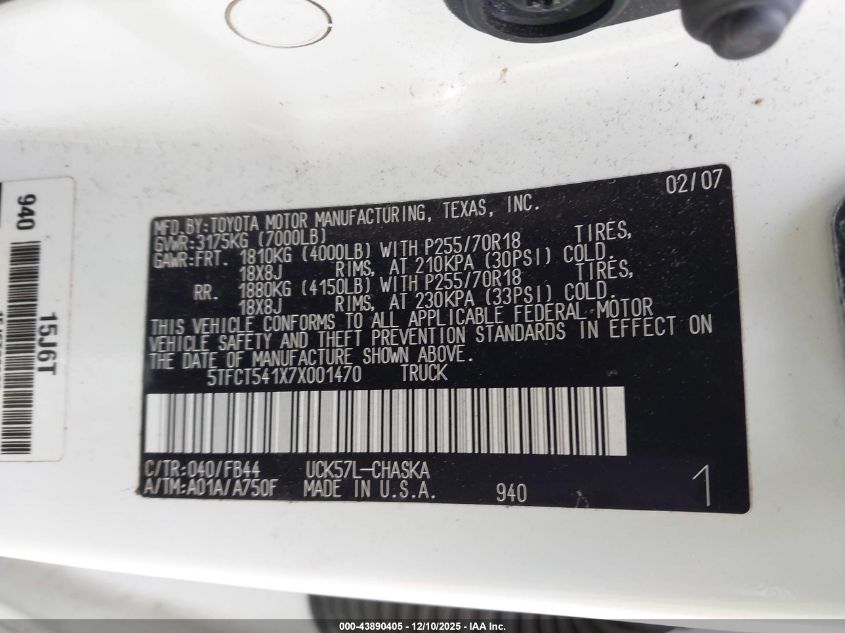 02/07
MFD.BY:TOYOTA MOTOR MANUFACTURING, TEXAS, INC.
GVWR:3175KG (7000LB)
GAWR:FRT. 1810KG (4000LB) WITH P255/70R18 TIRES,
18X8J RIMS, AT 210KPA (30PSI) COLD.
RR. 1880KG (4150LB) WITH P255/70R18 TIRES,
18X8J RIMS, AT 230KPA (33PSI) COLD.
THIS VEHICLE CONFORMS TO ALL APPLICABLE FEDERAL MOTOR
VEHICLE SAFETY AND THEFT PREVENTION STANDARDS IN EFFECT ON
THE DATE OF MANUFACTURE SHOWN ABOVE.
5TFCT541X7X001470 TRUCK
C/TR:040/FB44 UCK57L-CHASKA
A/TM:A01A/A750F MADE IN U.S.A. 940 1
940
15J6T
000-43890405 - 12/10/2025 - IAA, Inc.